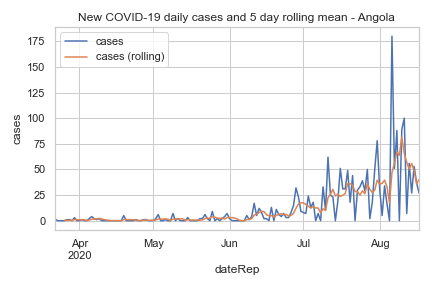 New COVID-19 daily cases and 5 day rolling mean - Angola
cases
cases (rolling)
175
150
125
100
75
50
25
0
cases
Apr
2020
May
Jun
Jul
Aug
dateRep